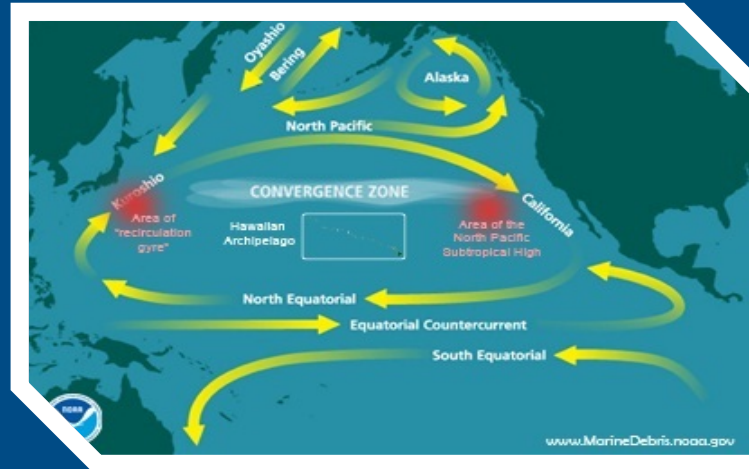 Oyashio
Bering
Alaska
North Pacific
Kuroshio
CONVERGENCE ZONE
California
Area of
"recirculation
gyre"
Hawaiian
Archipelago
Area of the
North Pacific
Subtropical High
North Equatorial
Equatorial Countercurrent
South Equatorial
NOAA
www.MarineDebris.noaa.gov